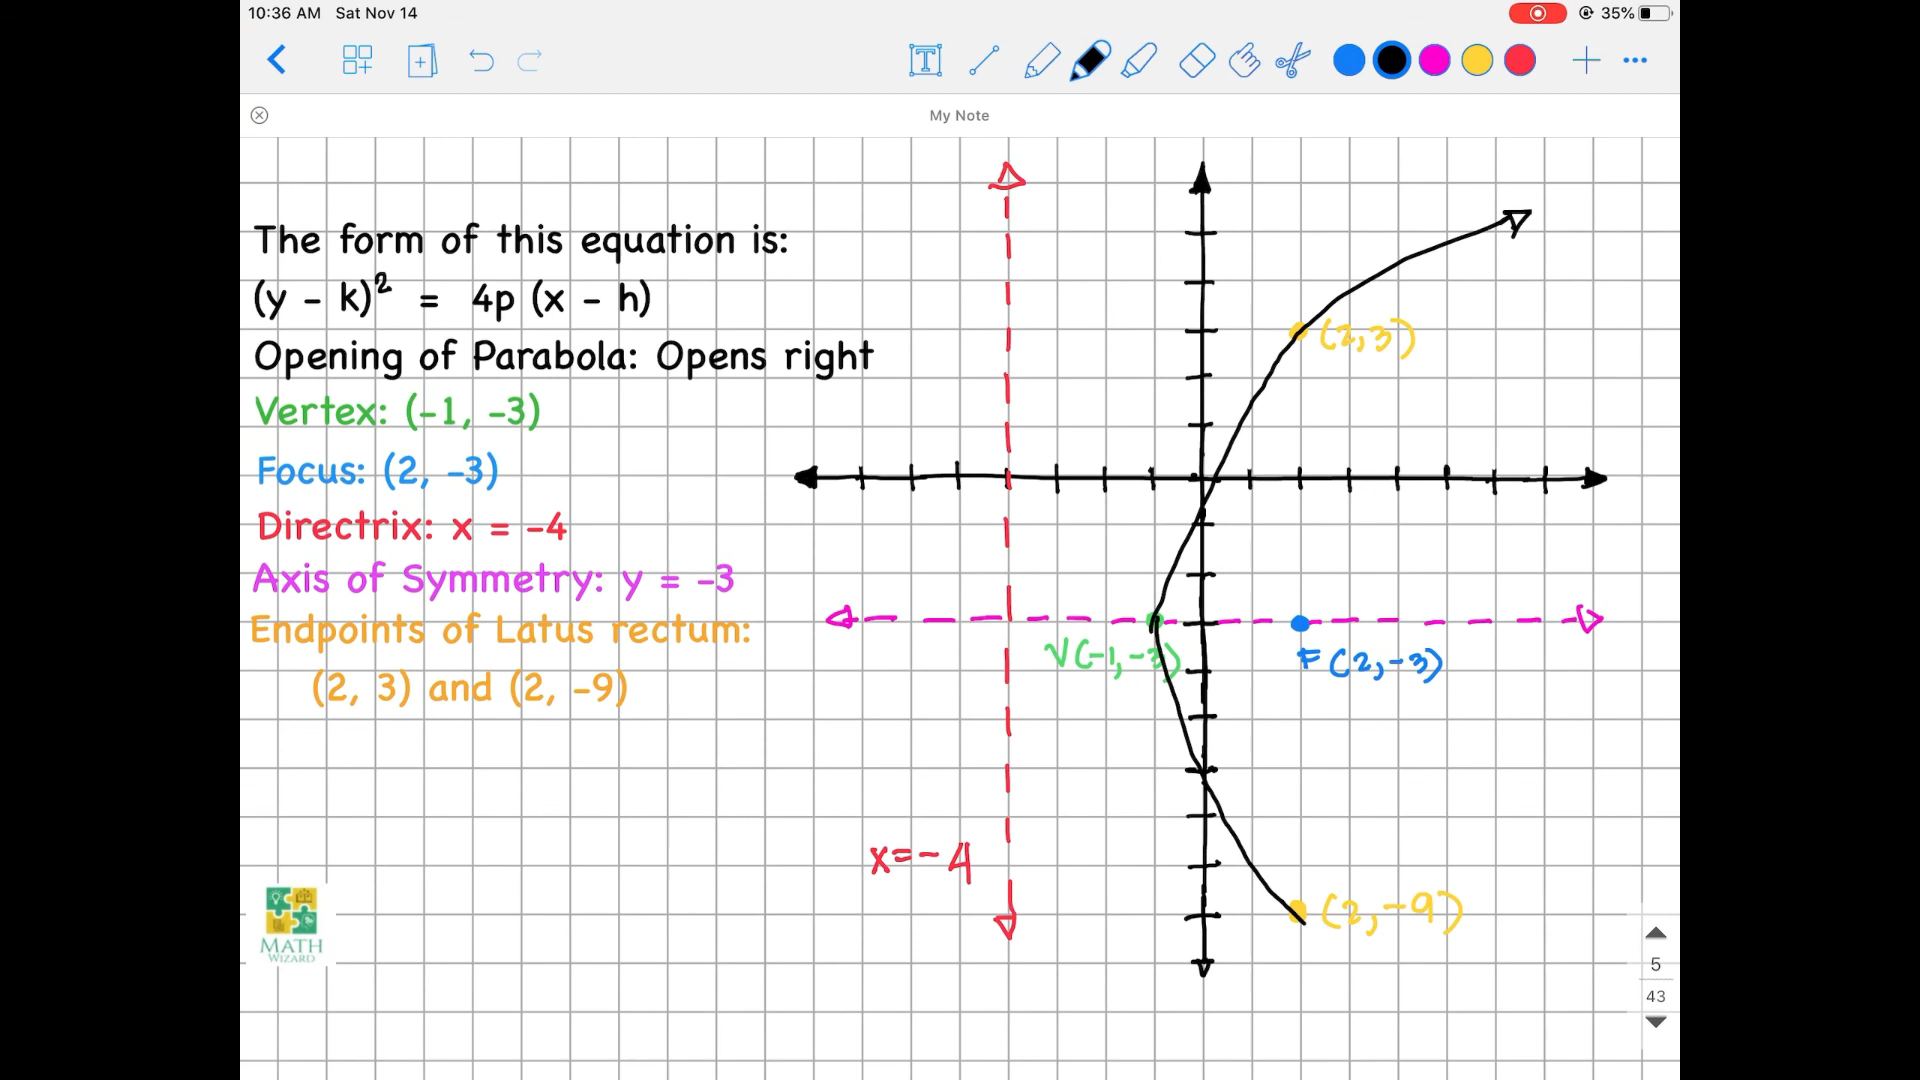 10:36 AM Sat Nov 14
35%
My Note
The form of this equation is:
(y - k)² = 4p (x - h)
Opening of Parabola: Opens right
Vertex: (-1, -3)
Focus: (2, -3)
Directrix: x = -4
Axis of Symmetry: y = -3
Endpoints of Latus rectum:
(2, 3) and (2, -9)
(2,3)
V(-1,-3)
F(2,-3)
x=-4
(2,-9)
MATH
WIZARD
5
43